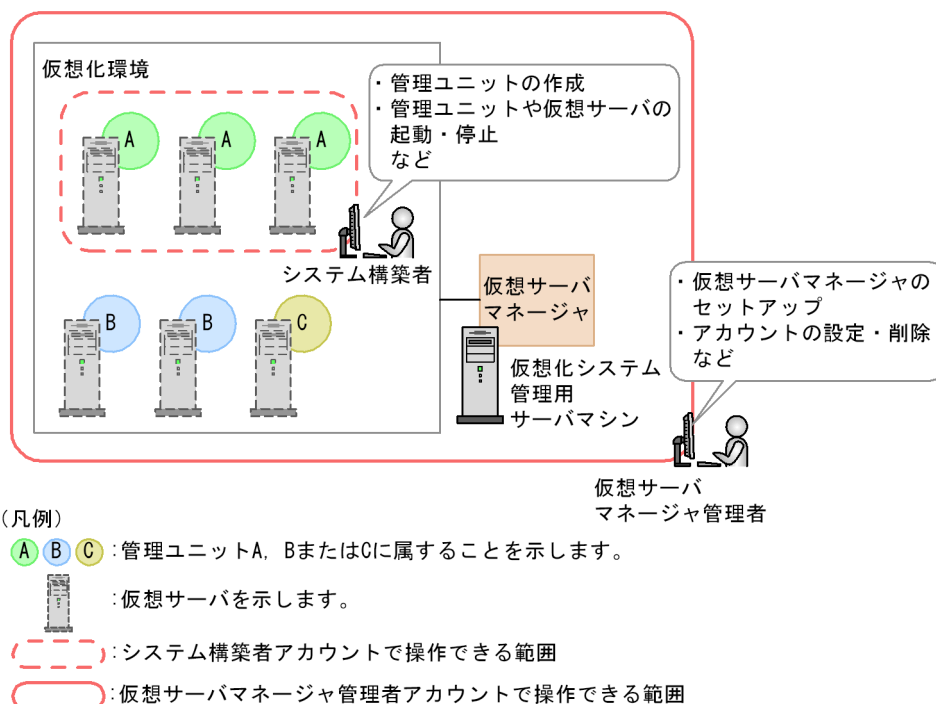 仮想化環境
・管理ユニットの作成
・管理ユニットや仮想サーバの
起動・停止
など
A
A
A
システム構築者
B
B
C
仮想サーバ
マネージャ
仮想化システム
管理用
サーバマシン
・仮想サーバマネージャの
セットアップ
・アカウントの設定・削除
など
仮想サーバ
マネージャ管理者
(凡例)
A B C :管理ユニットA, BまたはCに属することを示します。
:仮想サーバを示します。
:システム構築者アカウントで操作できる範囲
:仮想サーバマネージャ管理者アカウントで操作できる範囲